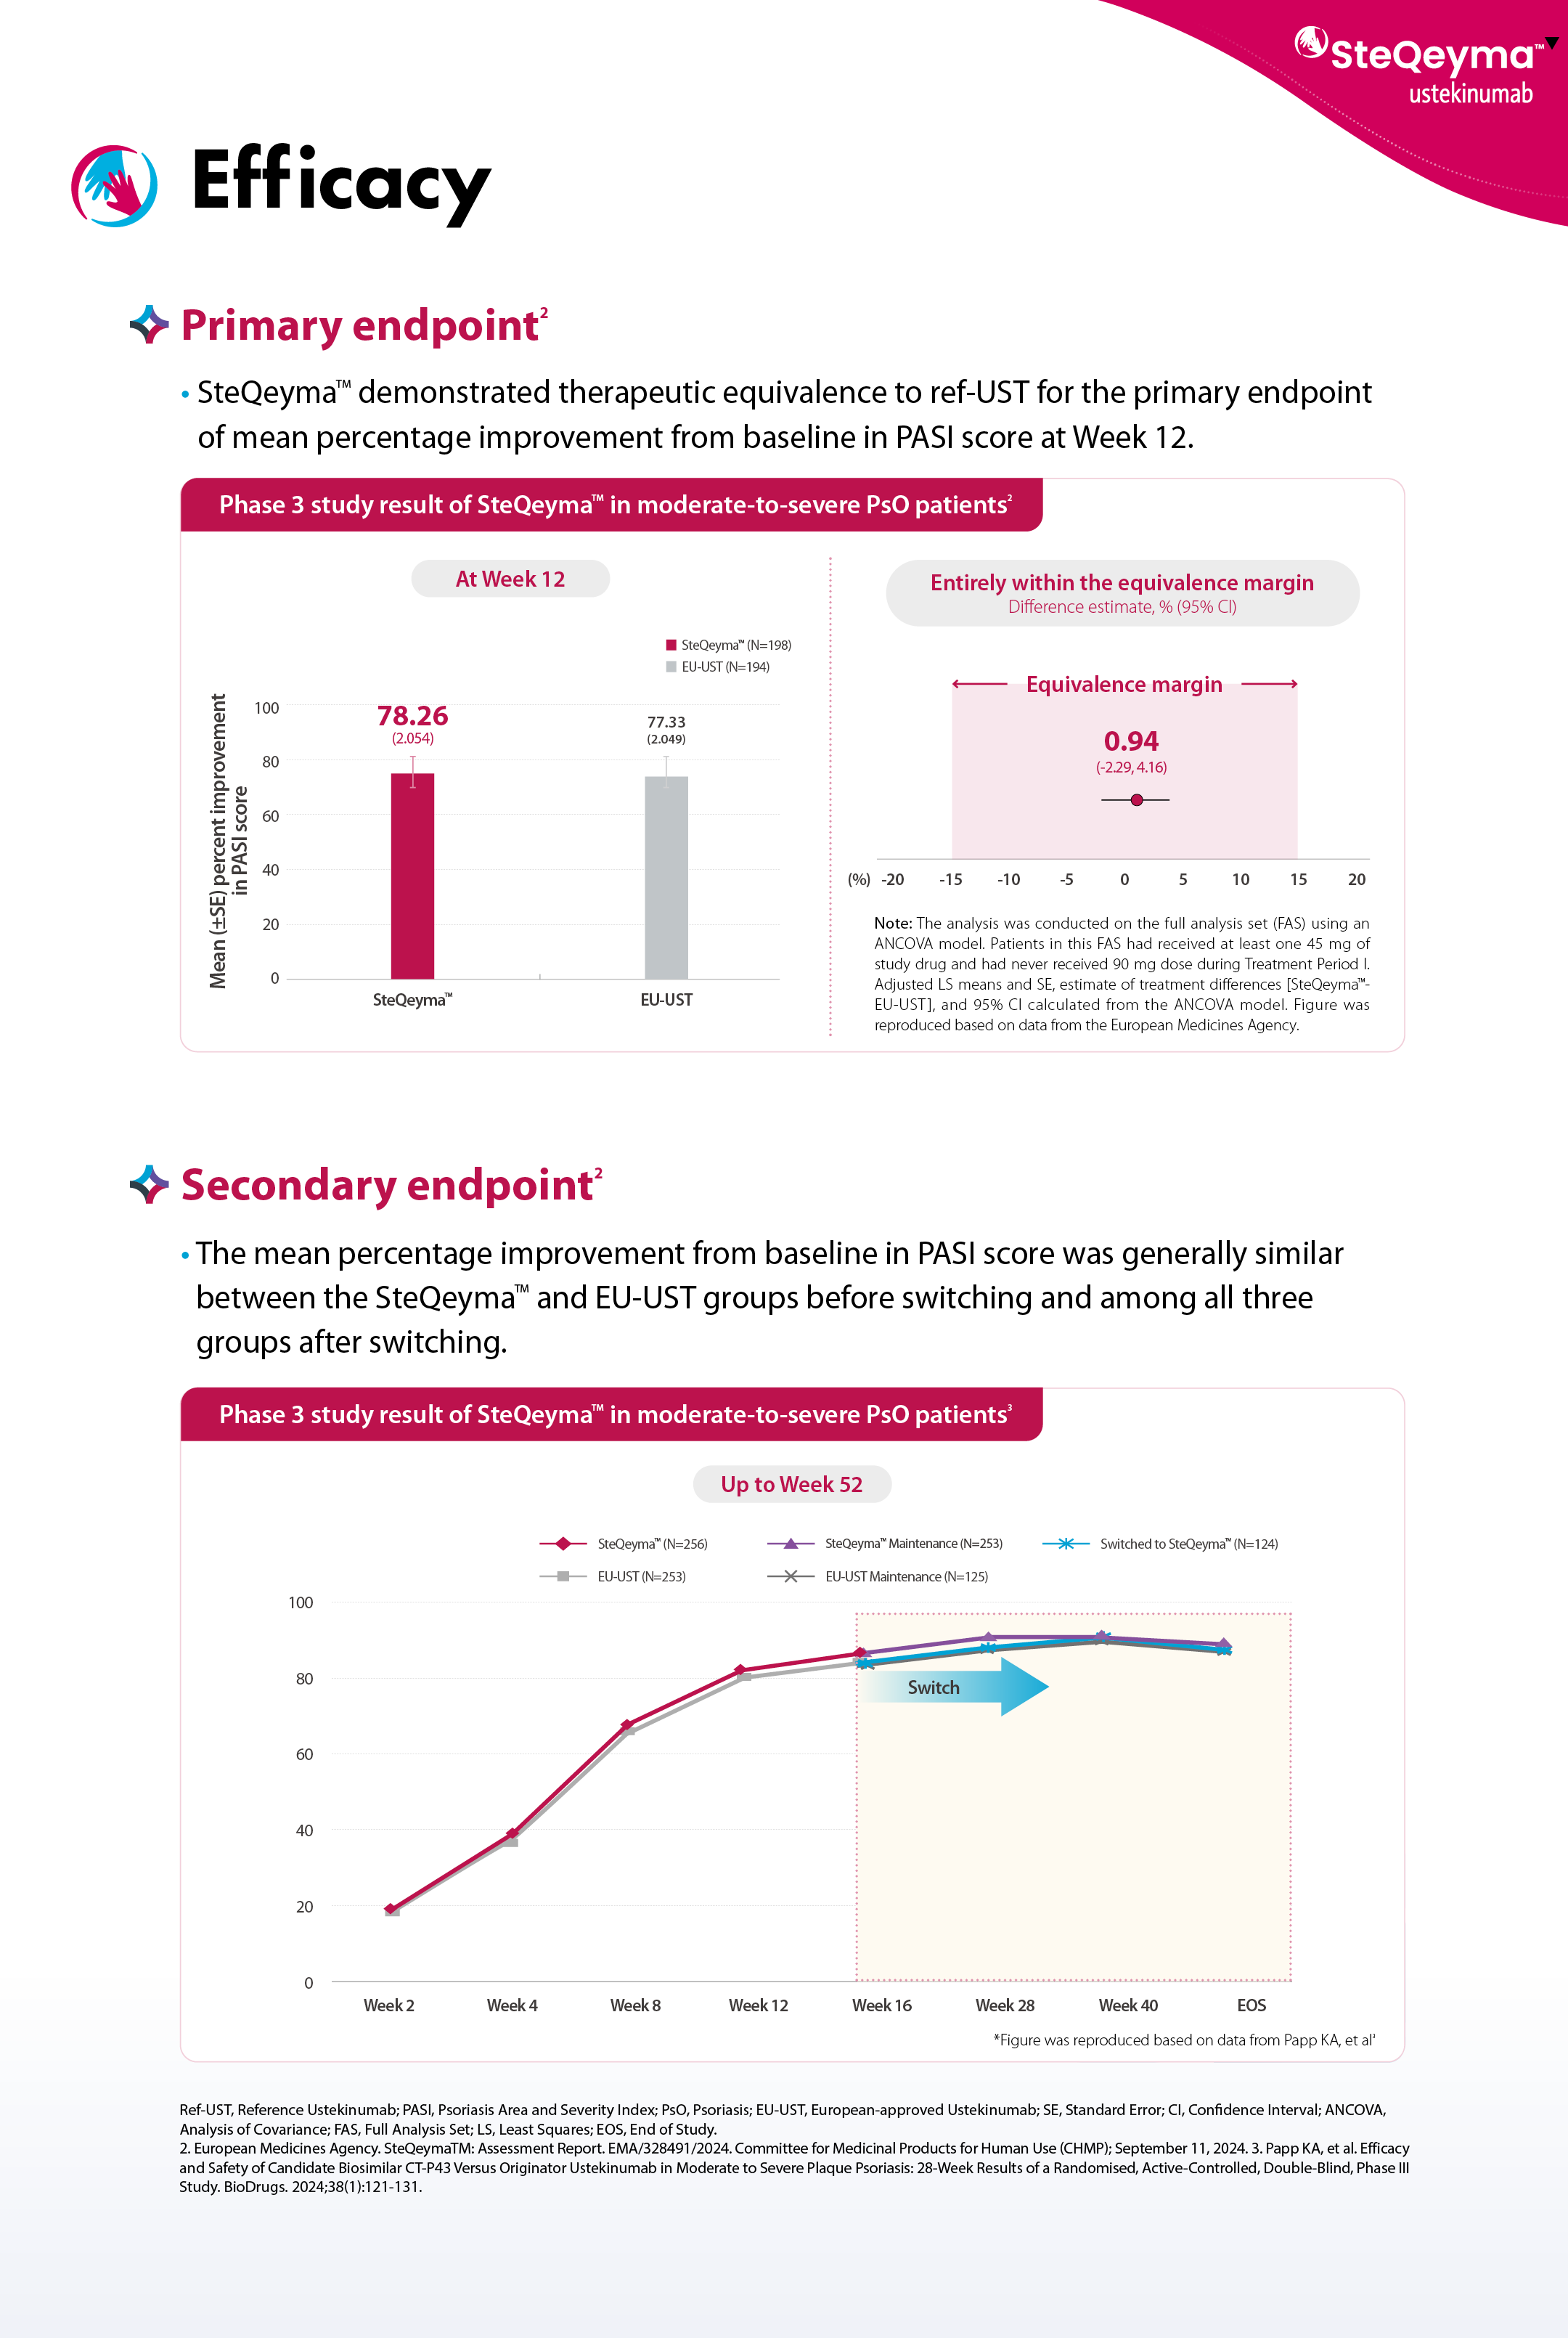 SteQeyma™▼
ustekinumab
Efficacy
Primary endpoint²
• SteQeyma™ demonstrated therapeutic equivalence to ref-UST for the primary endpoint
of mean percentage improvement from baseline in PASI score at Week 12.
Phase 3 study result of SteQeyma™ in moderate-to-severe PsO patients²
At Week 12
SteQeyma™ (N=198)
EU-UST (N=194)
Mean (±SE) percent improvement
in PASI score
100
80
60
40
20
0
78.26
(2.054)
77.33
(2.049)
SteQeyma™
EU-UST
Entirely within the equivalence margin
Difference estimate, % (95% CI)
Equivalence margin
0.94
(-2.29, 4.16)
(%) -20 -15 -10 -5 0 5 10 15 20
Note: The analysis was conducted on the full analysis set (FAS) using an
ANCOVA model. Patients in this FAS had received at least one 45 mg of
study drug and had never received 90 mg dose during Treatment Period I.
Adjusted LS means and SE, estimate of treatment differences [SteQeyma™-
EU-UST], and 95% CI calculated from the ANCOVA model. Figure was
reproduced based on data from the European Medicines Agency.
Secondary endpoint²
• The mean percentage improvement from baseline in PASI score was generally similar
between the SteQeyma™ and EU-UST groups before switching and among all three
groups after switching.
Phase 3 study result of SteQeyma™ in moderate-to-severe PsO patients³
Up to Week 52
SteQeyma™ (N=256)
SteQeyma™ Maintenance (N=253)
Switched to SteQeyma™ (N=124)
EU-UST (N=253)
EU-UST Maintenance (N=125)
100
80
60
40
20
0
Switch
Week 2 Week 4 Week 8 Week 12 Week 16 Week 28 Week 40 EOS
*Figure was reproduced based on data from Papp KA, et al³
Ref-UST, Reference Ustekinumab; PASI, Psoriasis Area and Severity Index; PsO, Psoriasis; EU-UST, European-approved Ustekinumab; SE, Standard Error; CI, Confidence Interval; ANCOVA,
Analysis of Covariance; FAS, Full Analysis Set; LS, Least Squares; EOS, End of Study.
2. European Medicines Agency. SteQeymaTM: Assessment Report. EMA/328491/2024. Committee for Medicinal Products for Human Use (CHMP); September 11, 2024. 3. Papp KA, et al. Efficacy
and Safety of Candidate Biosimilar CT-P43 Versus Originator Ustekinumab in Moderate to Severe Plaque Psoriasis: 28-Week Results of a Randomised, Active-Controlled, Double-Blind, Phase III
Study. BioDrugs. 2024;38(1):121-131.